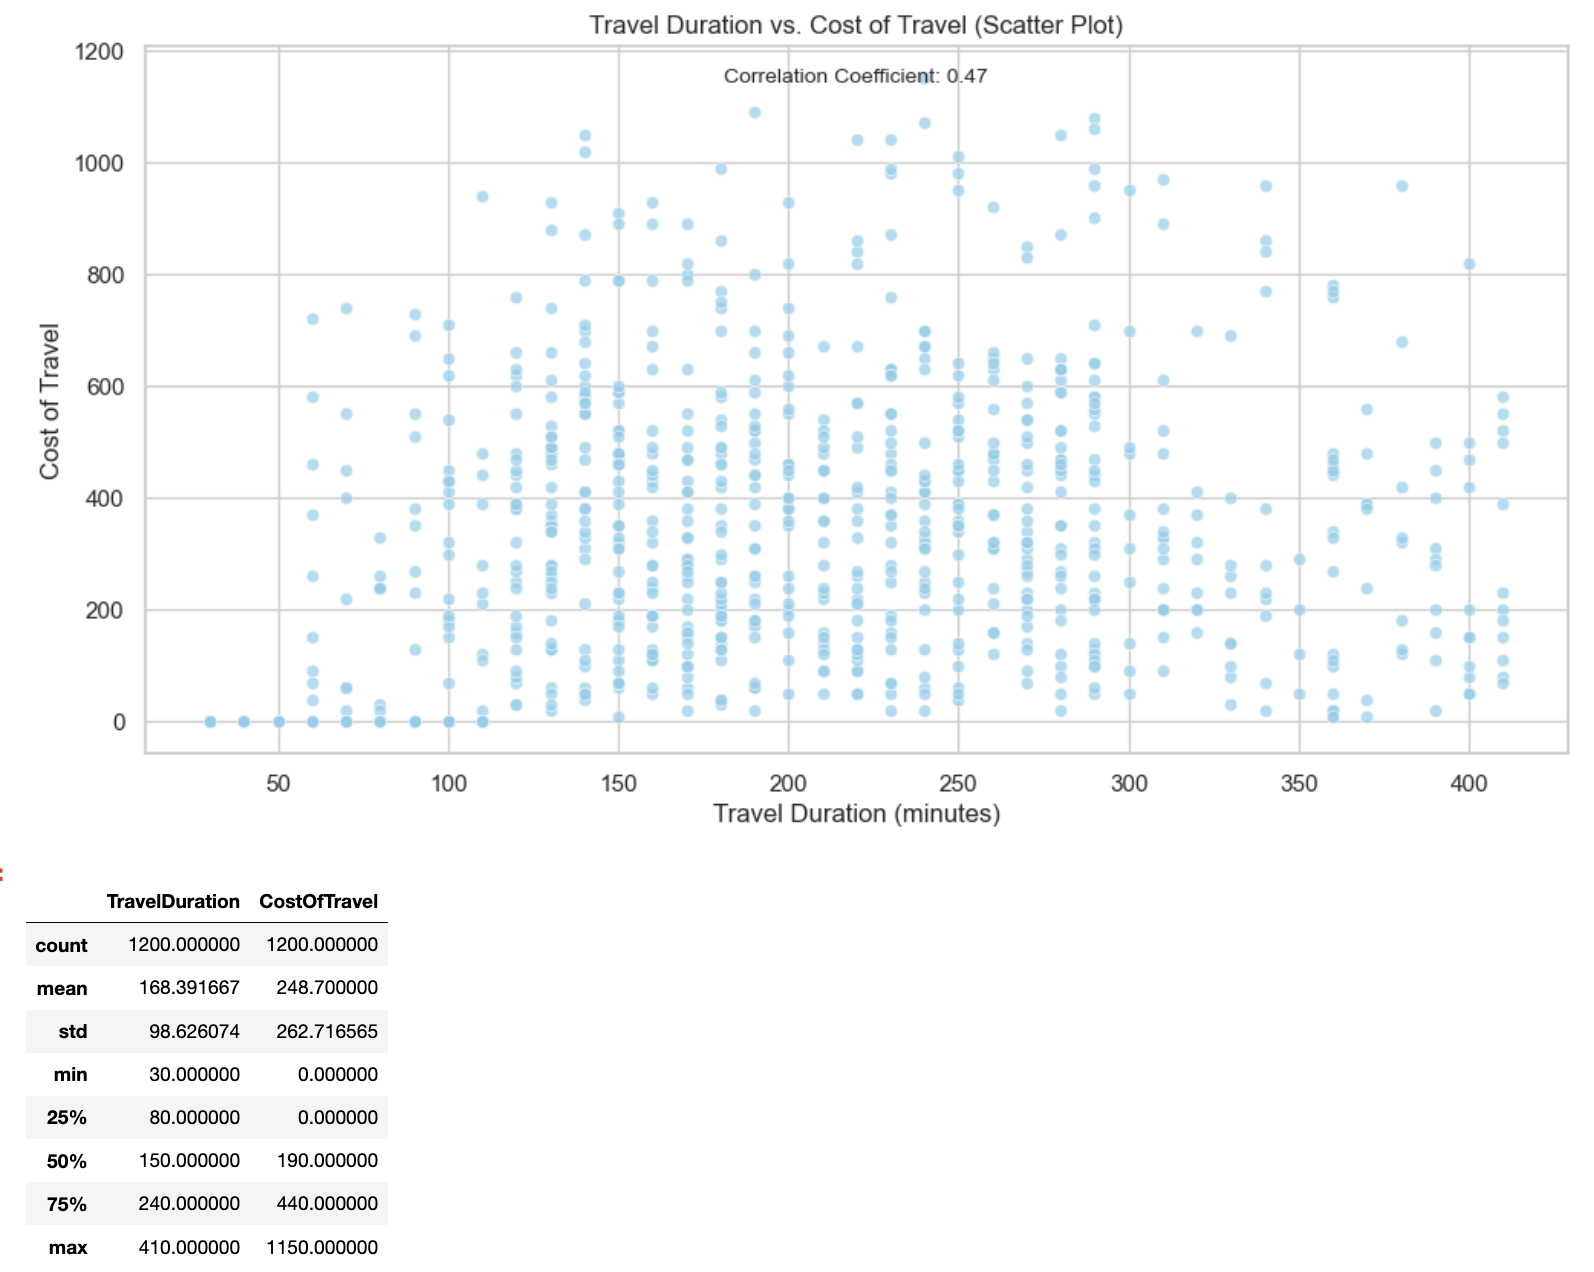 Travel Duration vs. Cost of Travel (Scatter Plot)
Correlation Coefficient: 0.47
1200
1000
800
600
400
200
0
Cost of Travel
50 100 150 200 250 300 350 400
Travel Duration (minutes)
:
TravelDuration CostOfTravel
count 1200.000000 1200.000000
mean 168.391667 248.700000
std 98.626074 262.716565
min 30.000000 0.000000
25% 80.000000 0.000000
50% 150.000000 190.000000
75% 240.000000 440.000000
max 410.000000 1150.000000